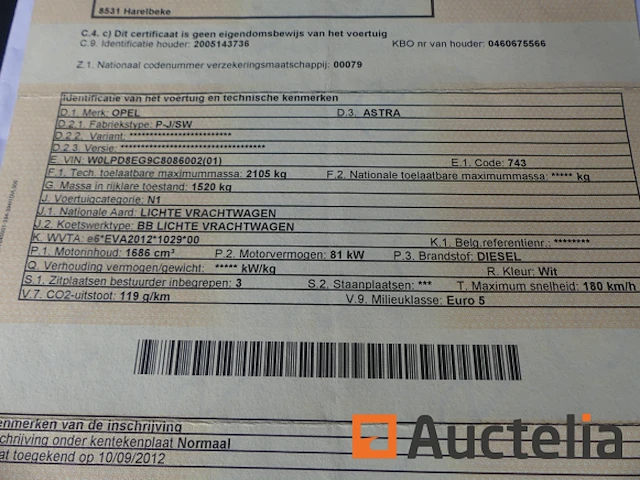 8531 Harelbeke
C.4. c) Dit certificaat is geen eigendomsbewijs van het voertuig
C.9. Identificatie houder: 2005143736 KBO nr van houder: 0460675566
Z.1. Nationaal codenummer verzekeringsmaatschappij: 00079
Identificatie van het voertuig en technische kenmerken
D.1. Merk: OPEL D.3. ASTRA
D.2.1. Fabriekstype: P-J/SW
D.2.2. Variant: *************************
D.2.3. Versie: ***********************************
E. VIN: W0LPD8EG9C8086002(01) E.1. Code: 743
F.1. Tech. toelaatbare maximummassa: 2105 kg F.2. Nationale toelaatbare maximummassa: ***** kg
G. Massa in rijklare toestand: 1520 kg
J. Voertuigcategorie: N1
J.1. Nationale Aard: LICHTE VRACHTWAGEN
J.2. Koetswerktype: BB LICHTE VRACHTWAGEN
K. WVTA: e6*EVA2012*1029*00 K.1. Belg.referentienr.: ********
P.1. Motorinhoud: 1686 cm³ P.2. Motorvermogen: 81 kW P.3. Brandstof: DIESEL
Q. Verhouding vermogen/gewicht: ***** kW/kg R. Kleur: Wit
S.1. Zitplaatsen bestuurder inbegrepen: 3 S.2. Staanplaatsen: *** T. Maximum snelheid: 180 km/h
V.7. CO2-uitstoot: 119 g/km V.9. Milieuklasse: Euro 5
enmerken van de inschrijving
chrijving onder kentekenplaat Normaal
at toegekend op 10/09/2012
Auctelia